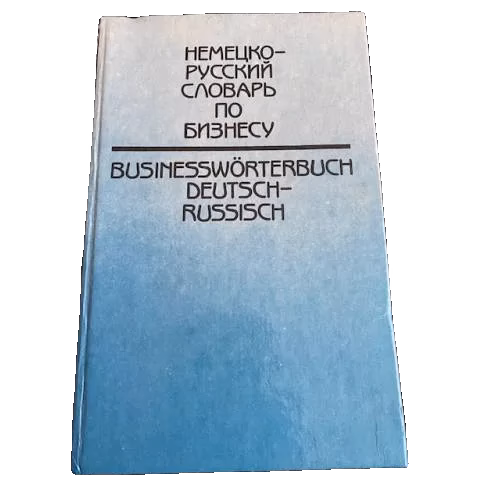 НЕМЕЦКО-
РУССКИЙ
СЛОВАРЬ
ПО
БИЗНЕСУ
BUSINESSWÖRTERBUCH
DEUTSCH-
RUSSISCH